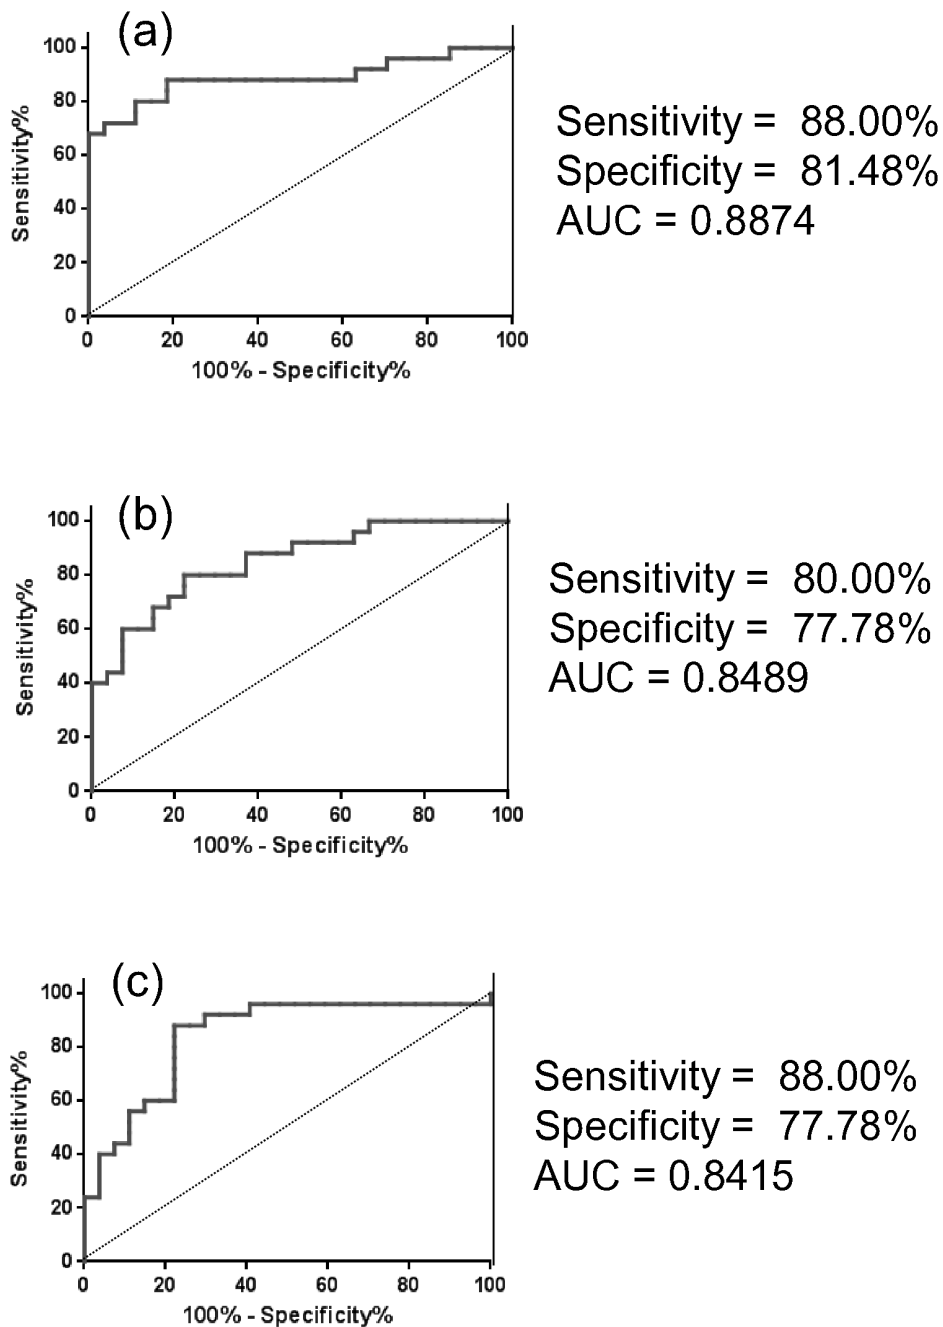 (a)
100
80
60
40
20
0
Sensitivity%
0 20 40 60 80 100
100% - Specificity%
Sensitivity = 88.00%
Specificity = 81.48%
AUC = 0.8874
(b)
100
80
60
40
20
0
Sensitivity%
0 20 40 60 80 100
100% - Specificity%
Sensitivity = 80.00%
Specificity = 77.78%
AUC = 0.8489
(c)
100
80
60
40
20
0
Sensitivity%
0 20 40 60 80 100
100% - Specificity%
Sensitivity = 88.00%
Specificity = 77.78%
AUC = 0.8415